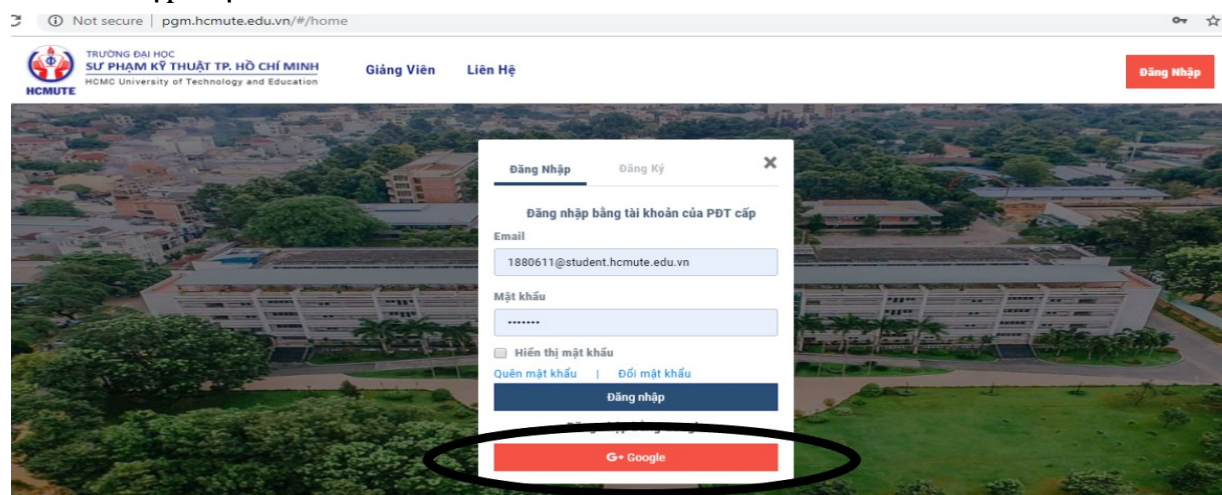 Not secure | pgm.hcmute.edu.vn/#/home
TRƯỜNG ĐẠI HỌC
SƯ PHẠM KỸ THUẬT TP. HỒ CHÍ MINH
HCMC University of Technology and Education
HCMUTE
Giảng Viên
Liên Hệ
Đăng Nhập
Đăng Nhập
Đăng Ký
Đăng nhập bằng tài khoản của PĐT cấp
Email
1880611@student.hcmute.edu.vn
Mật khẩu
•••••••
Hiển thị mật khẩu
Quên mật khẩu | Đổi mật khẩu
Đăng nhập
G+ Google